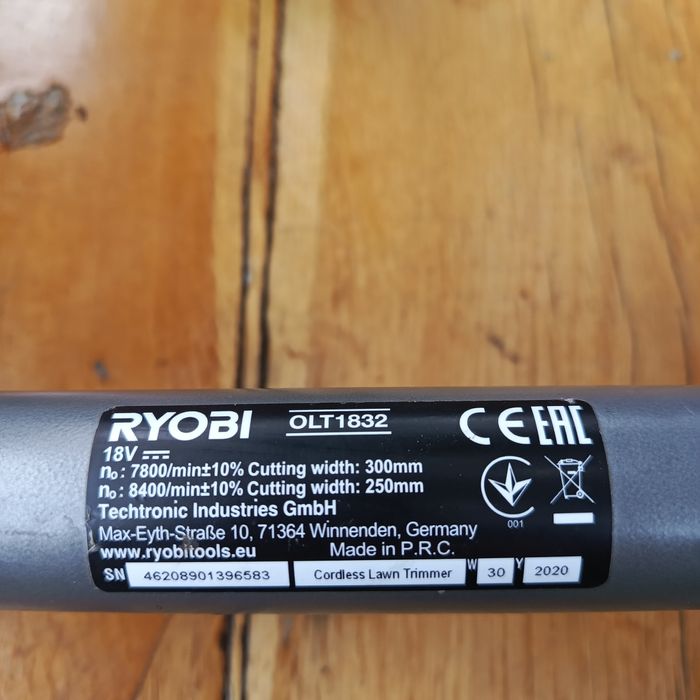 RYOBI OLT1832 CE EAC
18V
n₀ : 7800/min±10% Cutting width: 300mm
n₀ : 8400/min±10% Cutting width: 250mm
Techtronic Industries GmbH
Max-Eyth-Straße 10, 71364 Winnenden, Germany
001
www.ryobitools.eu Made in P.R.C.
SN 46208901396583 Cordless Lawn Trimmer W 30 Y 2020